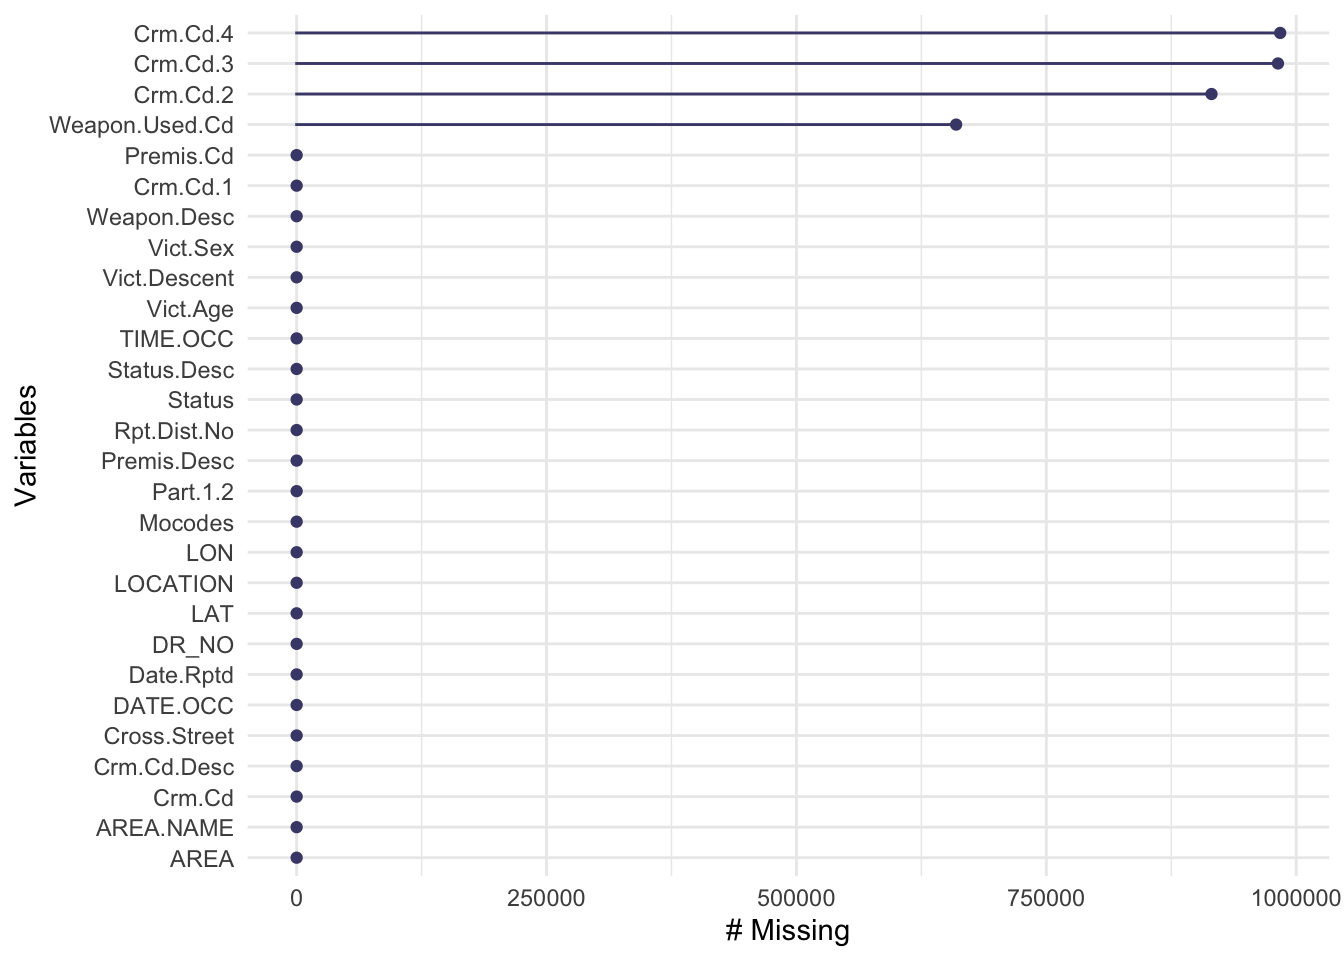 Crm.Cd.4
Crm.Cd.3
Crm.Cd.2
Weapon.Used.Cd
Premis.Cd
Crm.Cd.1
Weapon.Desc
Vict.Sex
Vict.Descent
Vict.Age
TIME.OCC
Status.Desc
Status
Rpt.Dist.No
Premis.Desc
Part.1.2
Mocodes
LON
LOCATION
LAT
DR_NO
Date.Rptd
DATE.OCC
Cross.Street
Crm.Cd.Desc
Crm.Cd
AREA.NAME
AREA
Variables
0 250000 500000 750000 1000000
# Missing